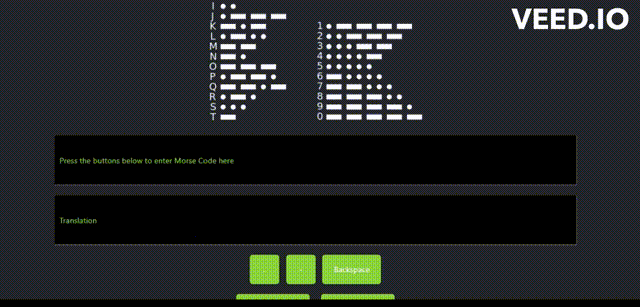 VEED.IO
I
J
K 1
L 2
M 3
N 4
O 5
P 6
Q 7
R 8
S 9
T 0
Press the buttons below to enter Morse Code here
Translation
Backspace